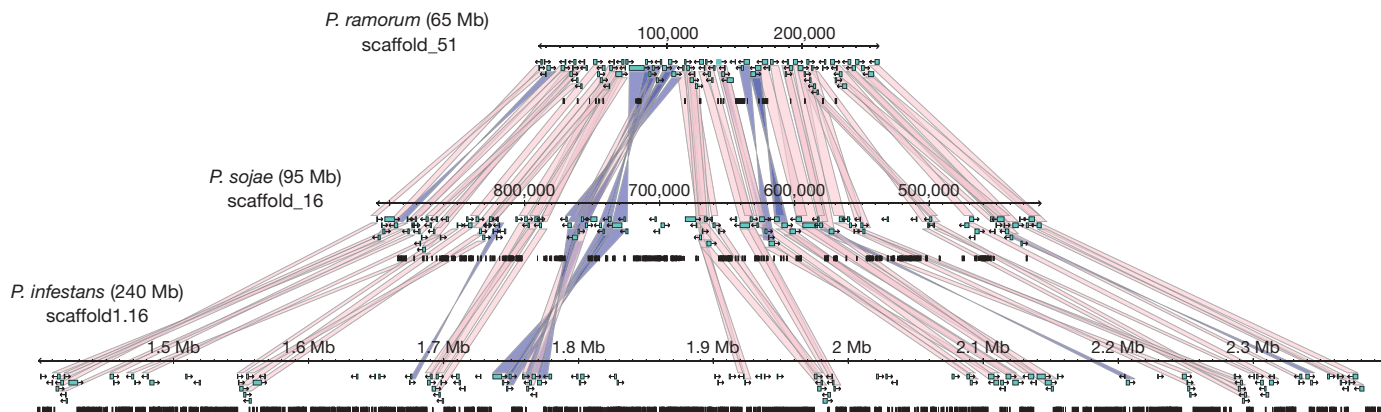 P. ramorum (65 Mb)
scaffold_51
100,000
200,000
P. sojae (95 Mb)
scaffold_16
800,000
700,000
600,000
500,000
P. infestans (240 Mb)
scaffold1.16
1.5 Mb
1.6 Mb
1.7 Mb
1.8 Mb
1.9 Mb
2 Mb
2.1 Mb
2.2 Mb
2.3 Mb